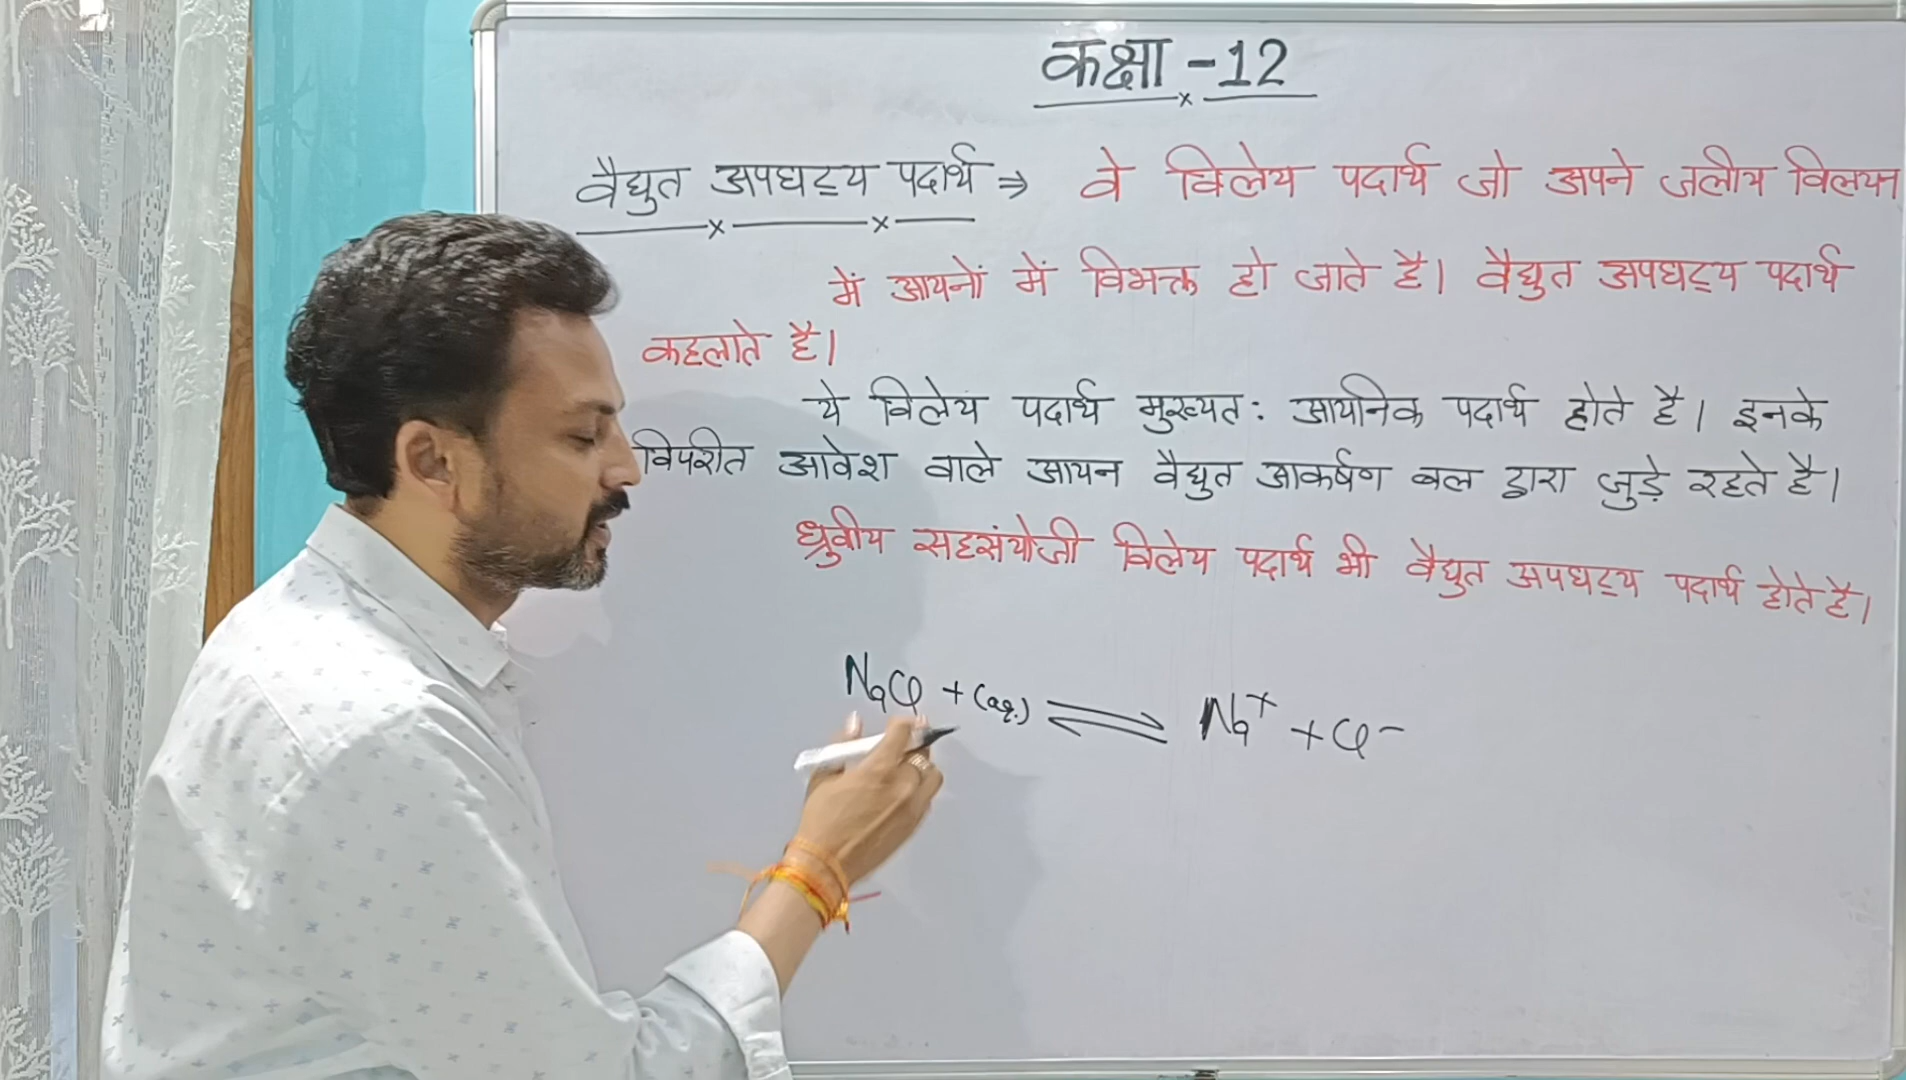 कक्षा -12
वैद्युत अपघट्य पदार्थ ⇒ वे विलेय पदार्थ जो अपने जलीय विलयन
में आयनों में विभक्त हो जाते है। वैद्युत अपघट्य पदार्थ
कहलाते है।
ये विलेय पदार्थ मुख्यत: आयनिक पदार्थ होते है। इनके
विपरीत आवेश वाले आयन वैद्युत आकर्षण बल द्वारा जुड़े रहते है।
ध्रुवीय सहसंयोजी विलेय पदार्थ भी वैद्युत अपघट्य पदार्थ होते है।
NaCl + (aq.) ⇌ Na⁺ + Cl⁻